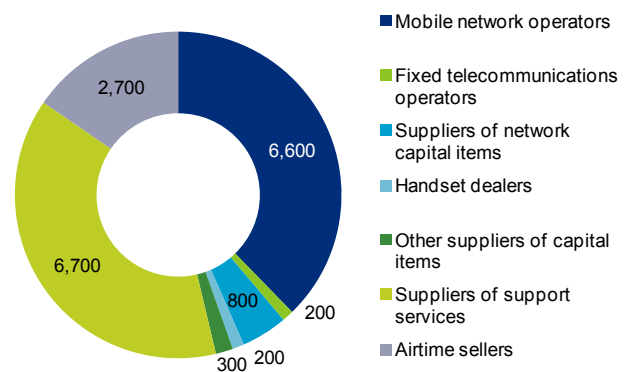 Mobile network operators
Fixed telecommunications
operators
Suppliers of network
capital items
Handset dealers
Other suppliers of capital
items
Suppliers of support
services
Airtime sellers
2,700
6,600
6,700
800
200
300
200